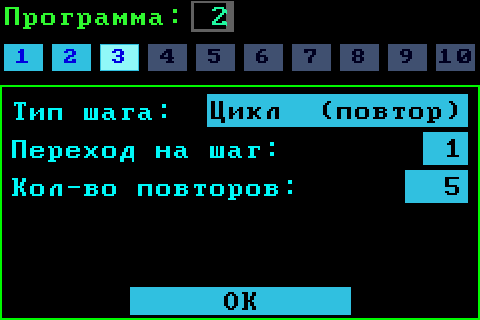 Программа: 2
1 2 3 4 5 6 7 8 9 10
Тип шага: Цикл (повтор)
Переход на шаг: 1
Кол-во повторов: 5
ОК